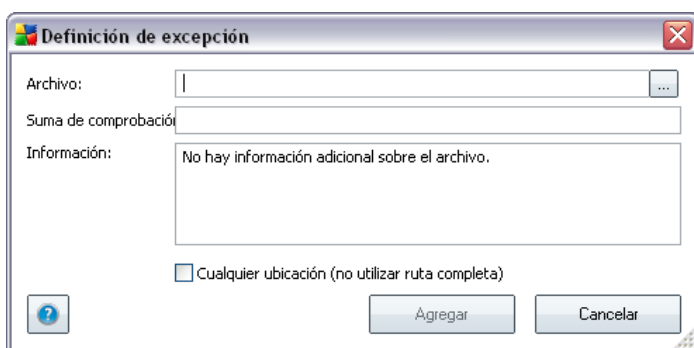 Definición de excepción
Archivo:
...
Suma de comprobación
Información:
No hay información adicional sobre el archivo.
Cualquier ubicación (no utilizar ruta completa)
?
Agregar
Cancelar